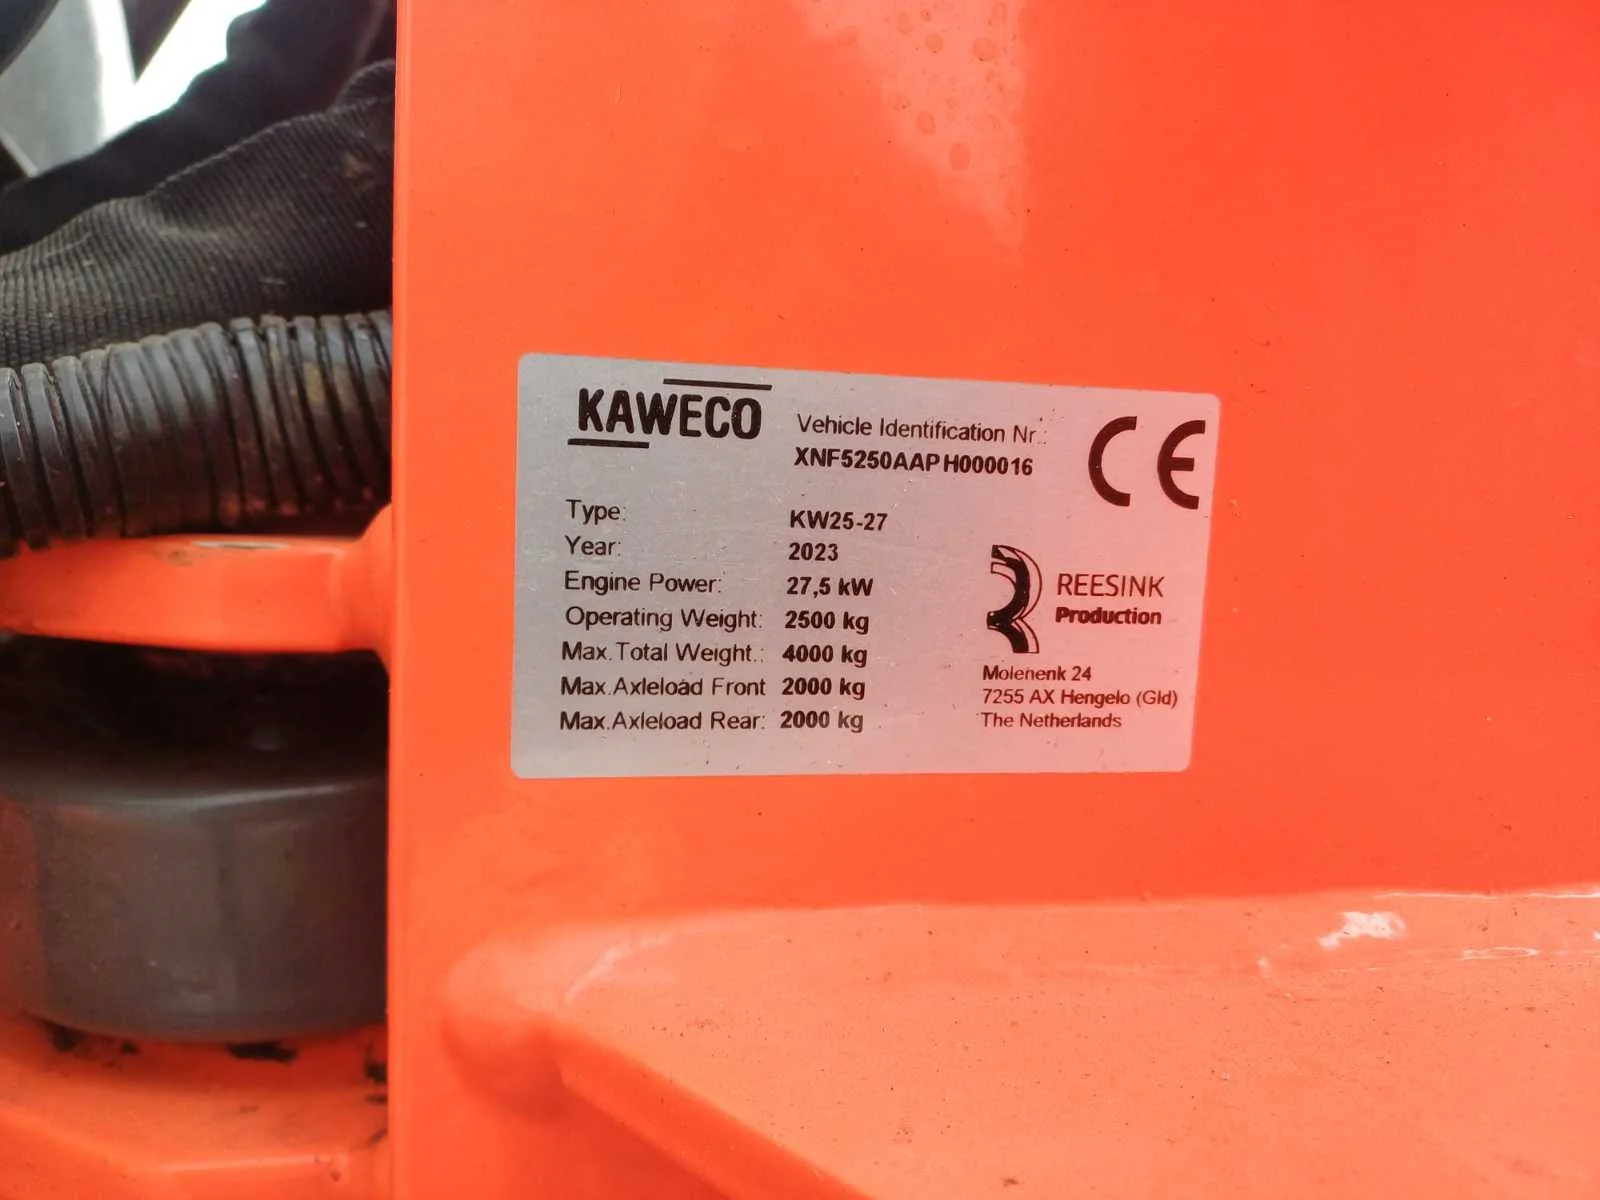 KAWECO
Vehicle Identification Nr.:
XNF5250AAPH000016
CE
Type: KW25-27
Year: 2023
Engine Power: 27,5 kW
Operating Weight: 2500 kg
Max.Total Weight.: 4000 kg
Max.Axleload Front 2000 kg
Max.Axleload Rear: 2000 kg
REESINK
Production
Molenenk 24
7255 AX Hengelo (Gld)
The Netherlands